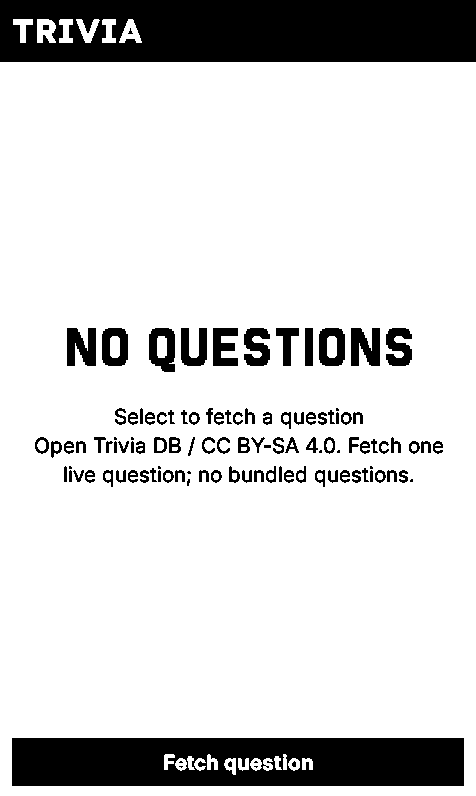 TRIVIA
NO QUESTIONS
Select to fetch a question
Open Trivia DB / CC BY-SA 4.0. Fetch one
live question; no bundled questions.
Fetch question